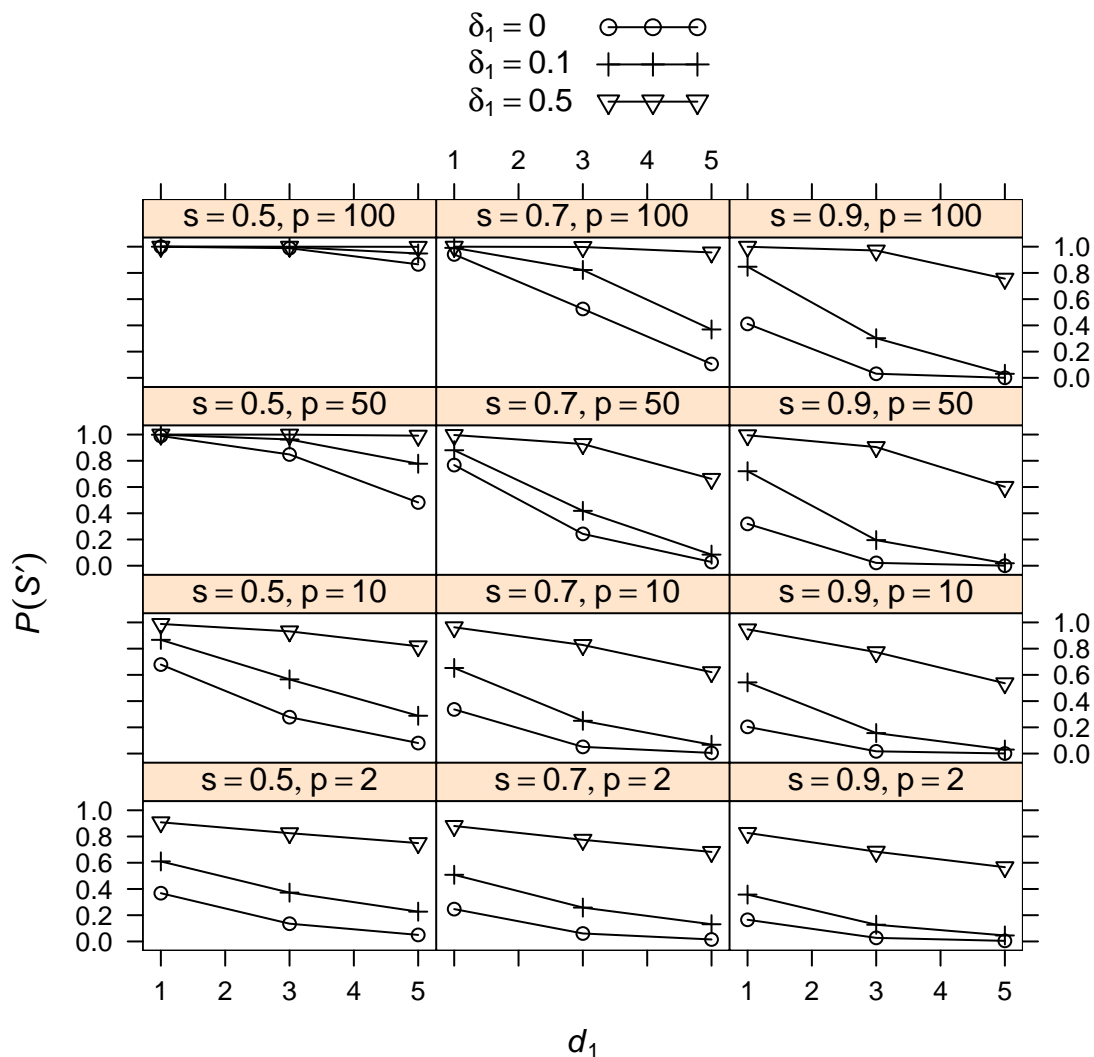 δ₁ = 0
δ₁ = 0.1
δ₁ = 0.5
1 2 3 4 5
s = 0.5, p = 100 s = 0.7, p = 100 s = 0.9, p = 100
1.0
0.8
0.6
0.4
0.2
0.0
s = 0.5, p = 50 s = 0.7, p = 50 s = 0.9, p = 50
1.0
0.8
0.6
0.4
0.2
0.0
s = 0.5, p = 10 s = 0.7, p = 10 s = 0.9, p = 10
1.0
0.8
0.6
0.4
0.2
0.0
s = 0.5, p = 2 s = 0.7, p = 2 s = 0.9, p = 2
1.0
0.8
0.6
0.4
0.2
0.0
P(S′)
1 2 3 4 5 1 2 3 4 5
d₁